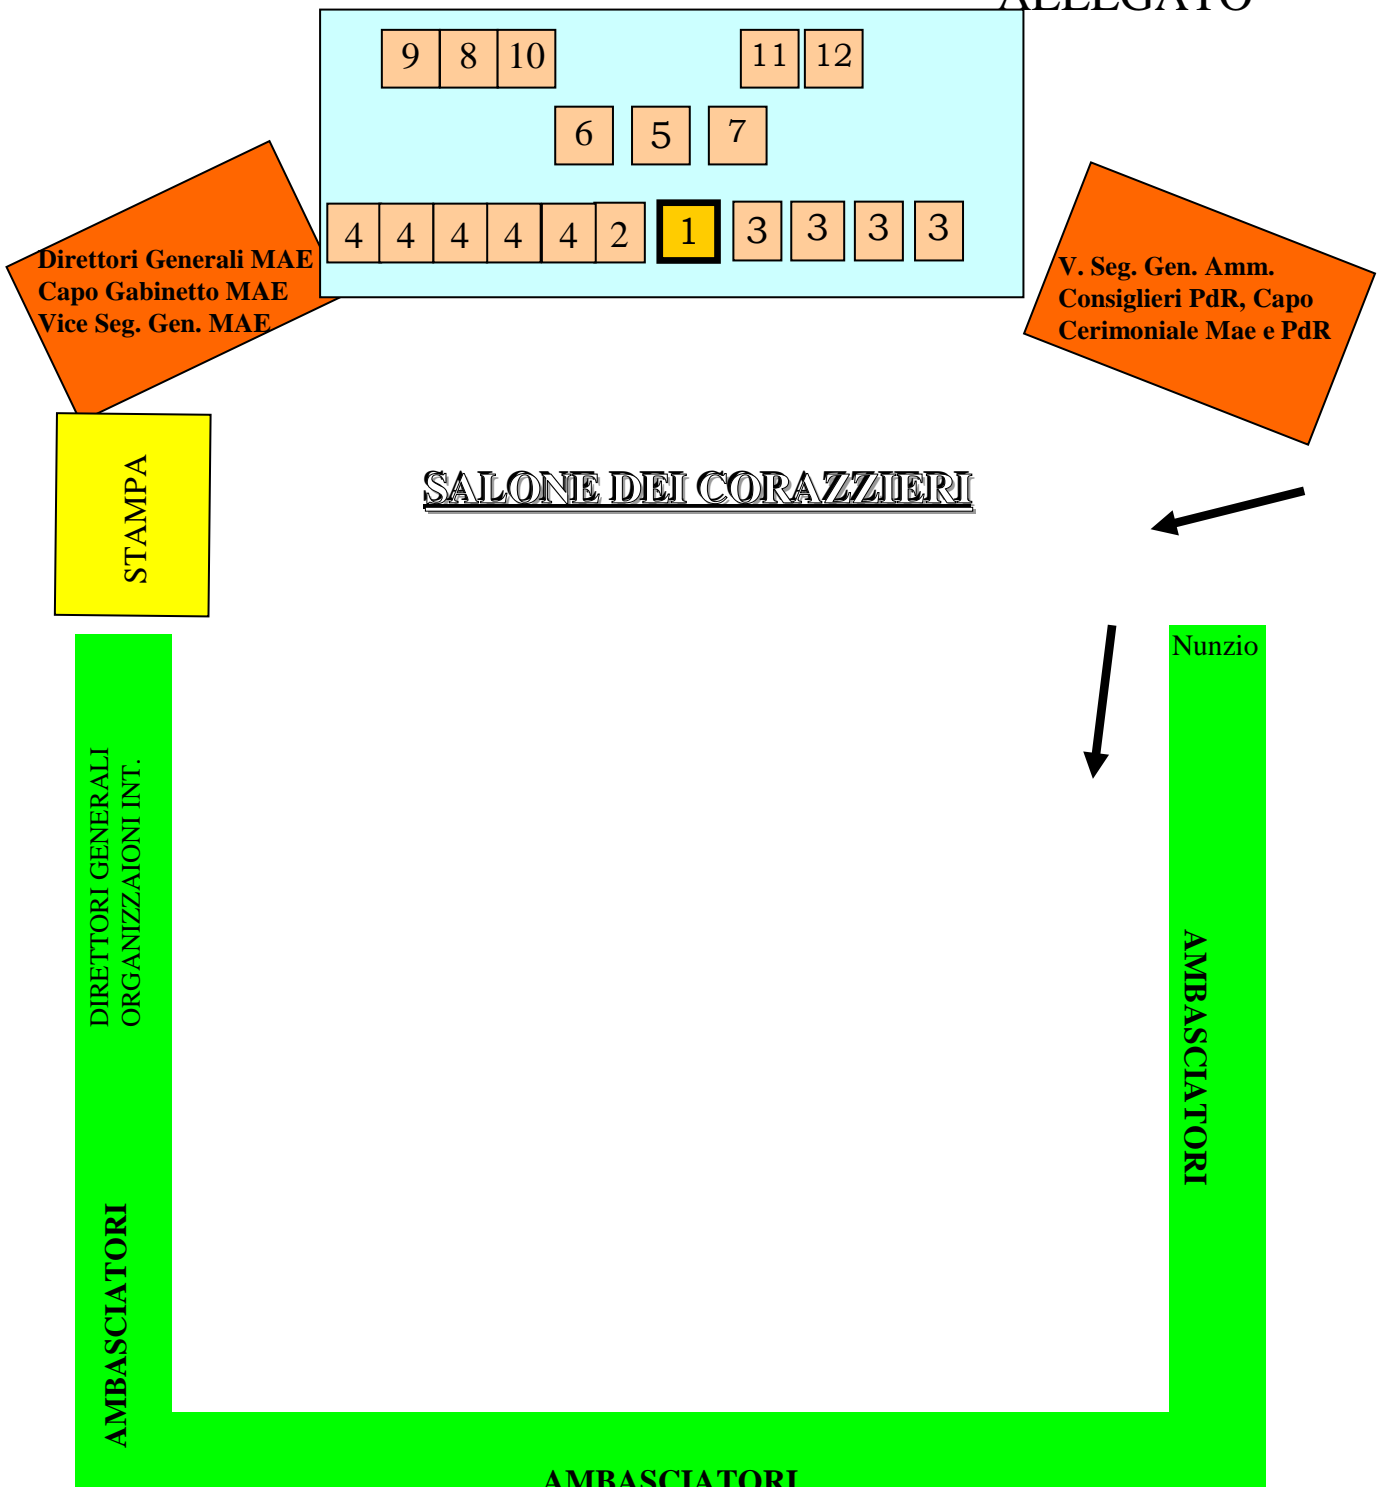 ALLEGATO
9 8 10 11 12
6 5 7
4 4 4 4 4 2 1 3 3 3 3
Direttori Generali MAE
Capo Gabinetto MAE
Vice Seg. Gen. MAE
V. Seg. Gen. Amm.
Consiglieri PdR, Capo
Cerimoniale Mae e PdR
STAMPA
SALONE DEI CORAZZIERI
Nunzio
DIRETTORI GENERALI
ORGANIZZAIONI INT.
AMBASCIATORI
AMBASCIATORI
AMBASCIATORI